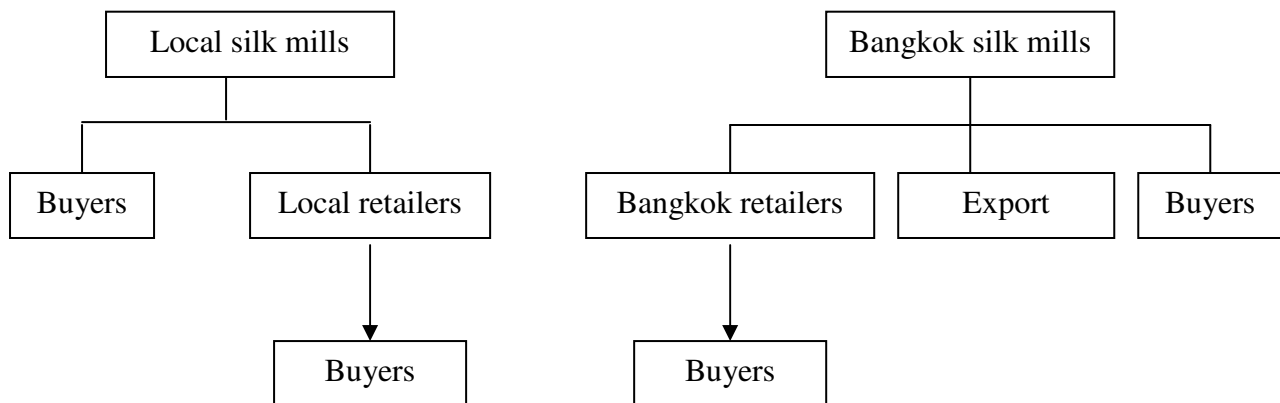 Local silk mills
Bangkok silk mills
Buyers
Local retailers
Bangkok retailers
Export
Buyers
Buyers
Buyers